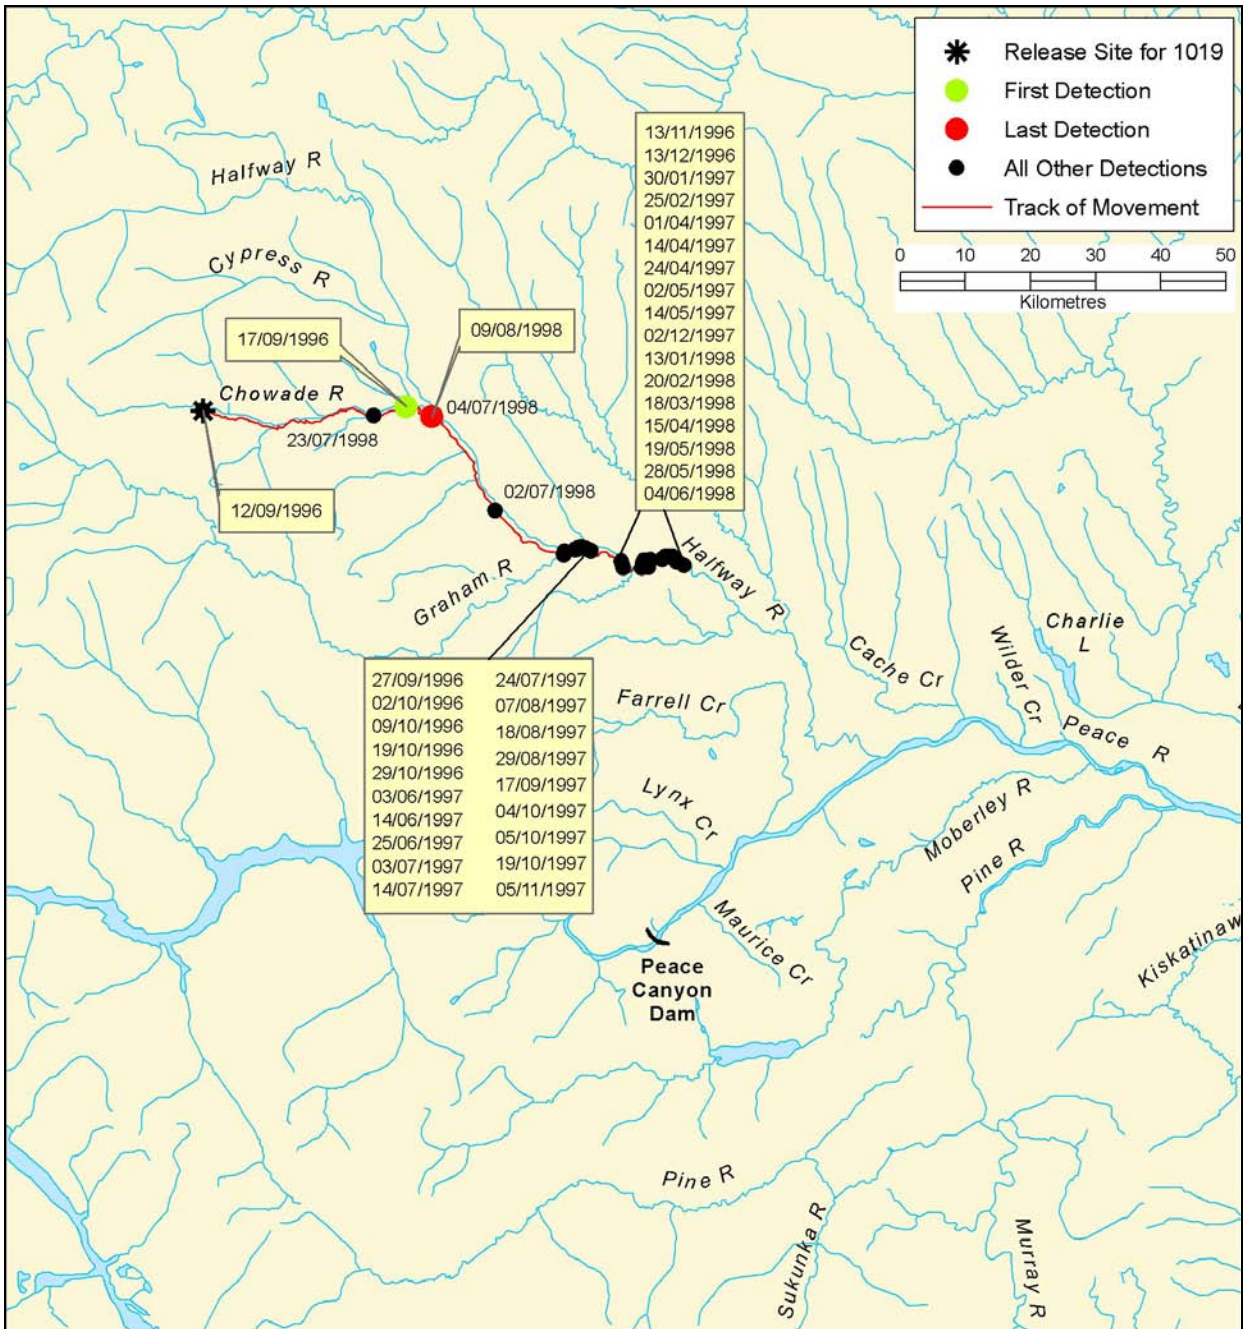 Release Site for 1019
First Detection
Last Detection
All Other Detections
Track of Movement
0 10 20 30 40 50
Kilometres
13/11/1996
13/12/1996
30/01/1997
25/02/1997
01/04/1997
14/04/1997
24/04/1997
02/05/1997
14/05/1997
02/12/1997
13/01/1998
20/02/1998
18/03/1998
15/04/1998
19/05/1998
28/05/1998
04/06/1998
Halfway R
Cypress R
17/09/1996
09/08/1998
Chowade R
04/07/1998
23/07/1998
12/09/1996
02/07/1998
Graham R
Halfway R
Cache Cr
Wilder Cr
Charlie
L
Peace R
27/09/1996 24/07/1997
02/10/1996 07/08/1997
09/10/1996 18/08/1997
19/10/1996 29/08/1997
29/10/1996 17/09/1997
03/06/1997 04/10/1997
14/06/1997 05/10/1997
25/06/1997 19/10/1997
03/07/1997 05/11/1997
14/07/1997
Farrell Cr
Lynx Cr
Moberley R
Pine R
Maurice Cr
Kiskatinaw
Peace
Canyon
Dam
Pine R
Sukunka R
Murray R